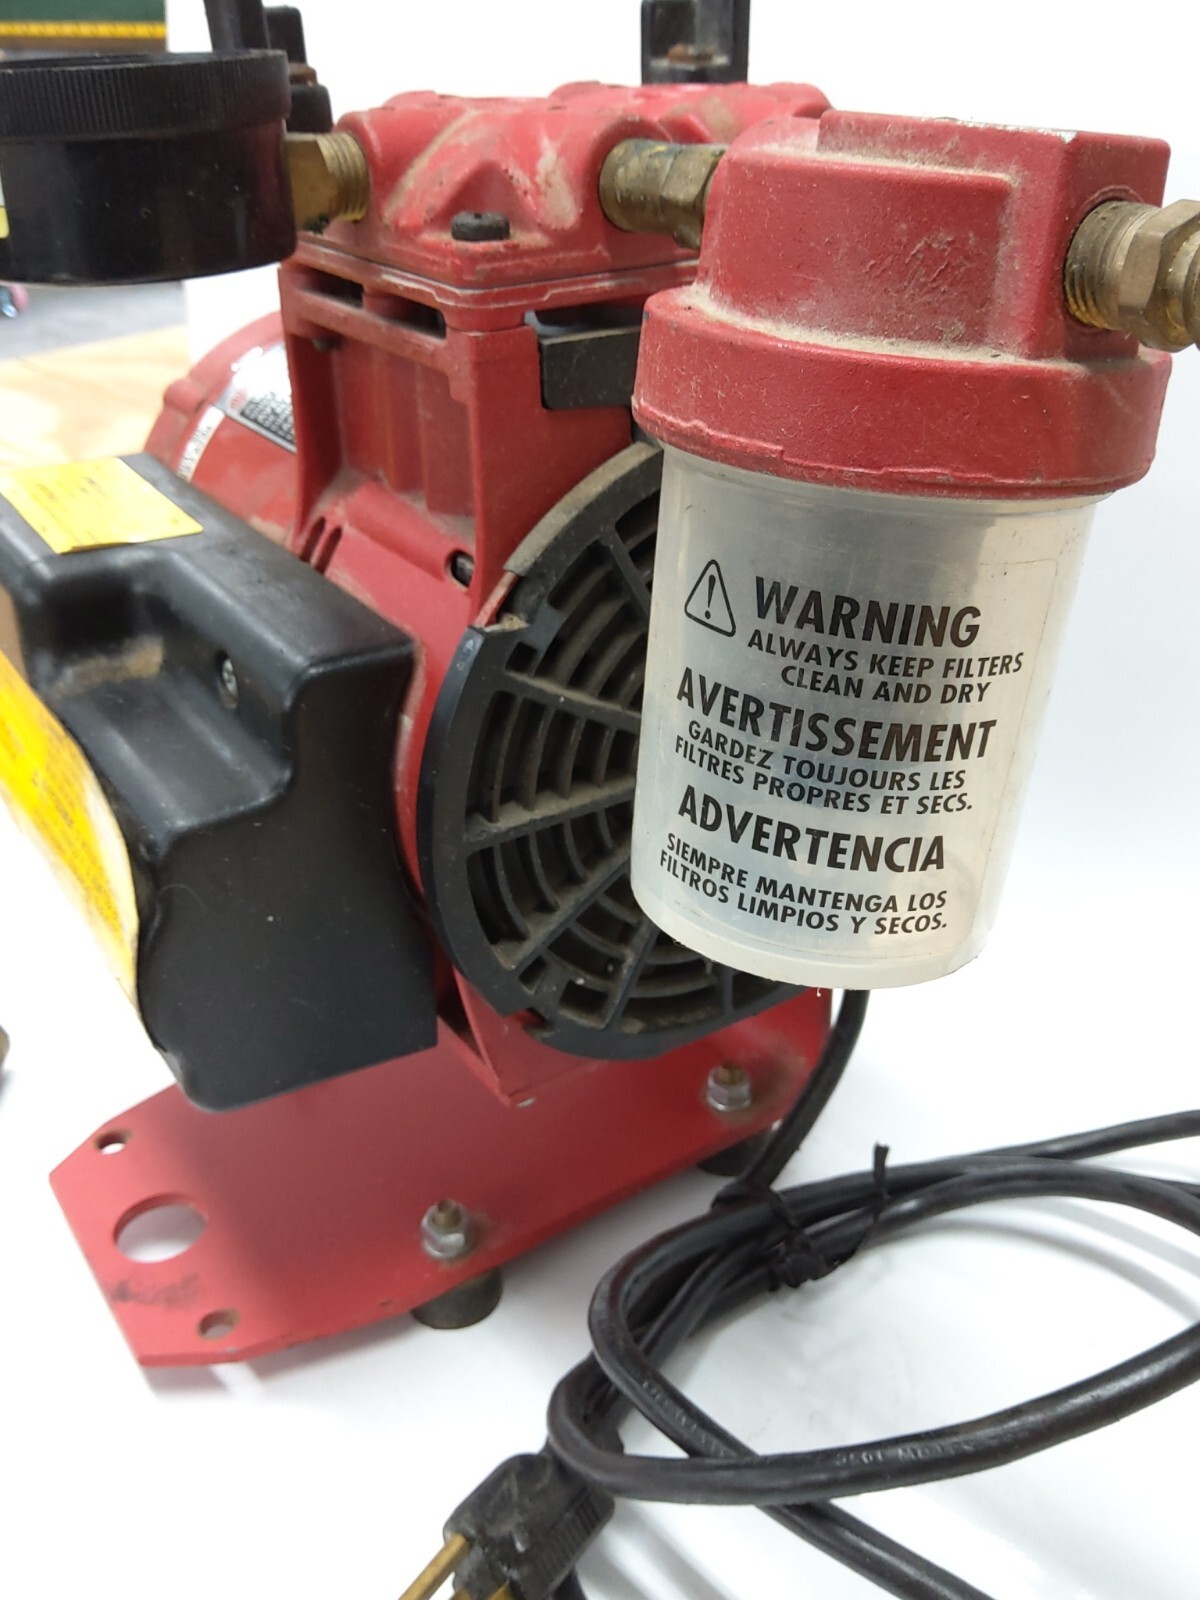 WARNING
ALWAYS KEEP FILTERS
CLEAN AND DRY
AVERTISSEMENT
GARDEZ TOUJOURS LES
FILTRES PROPRES ET SECS.
ADVERTENCIA
SIEMPRE MANTENGA LOS
FILTROS LIMPIOS Y SECOS.